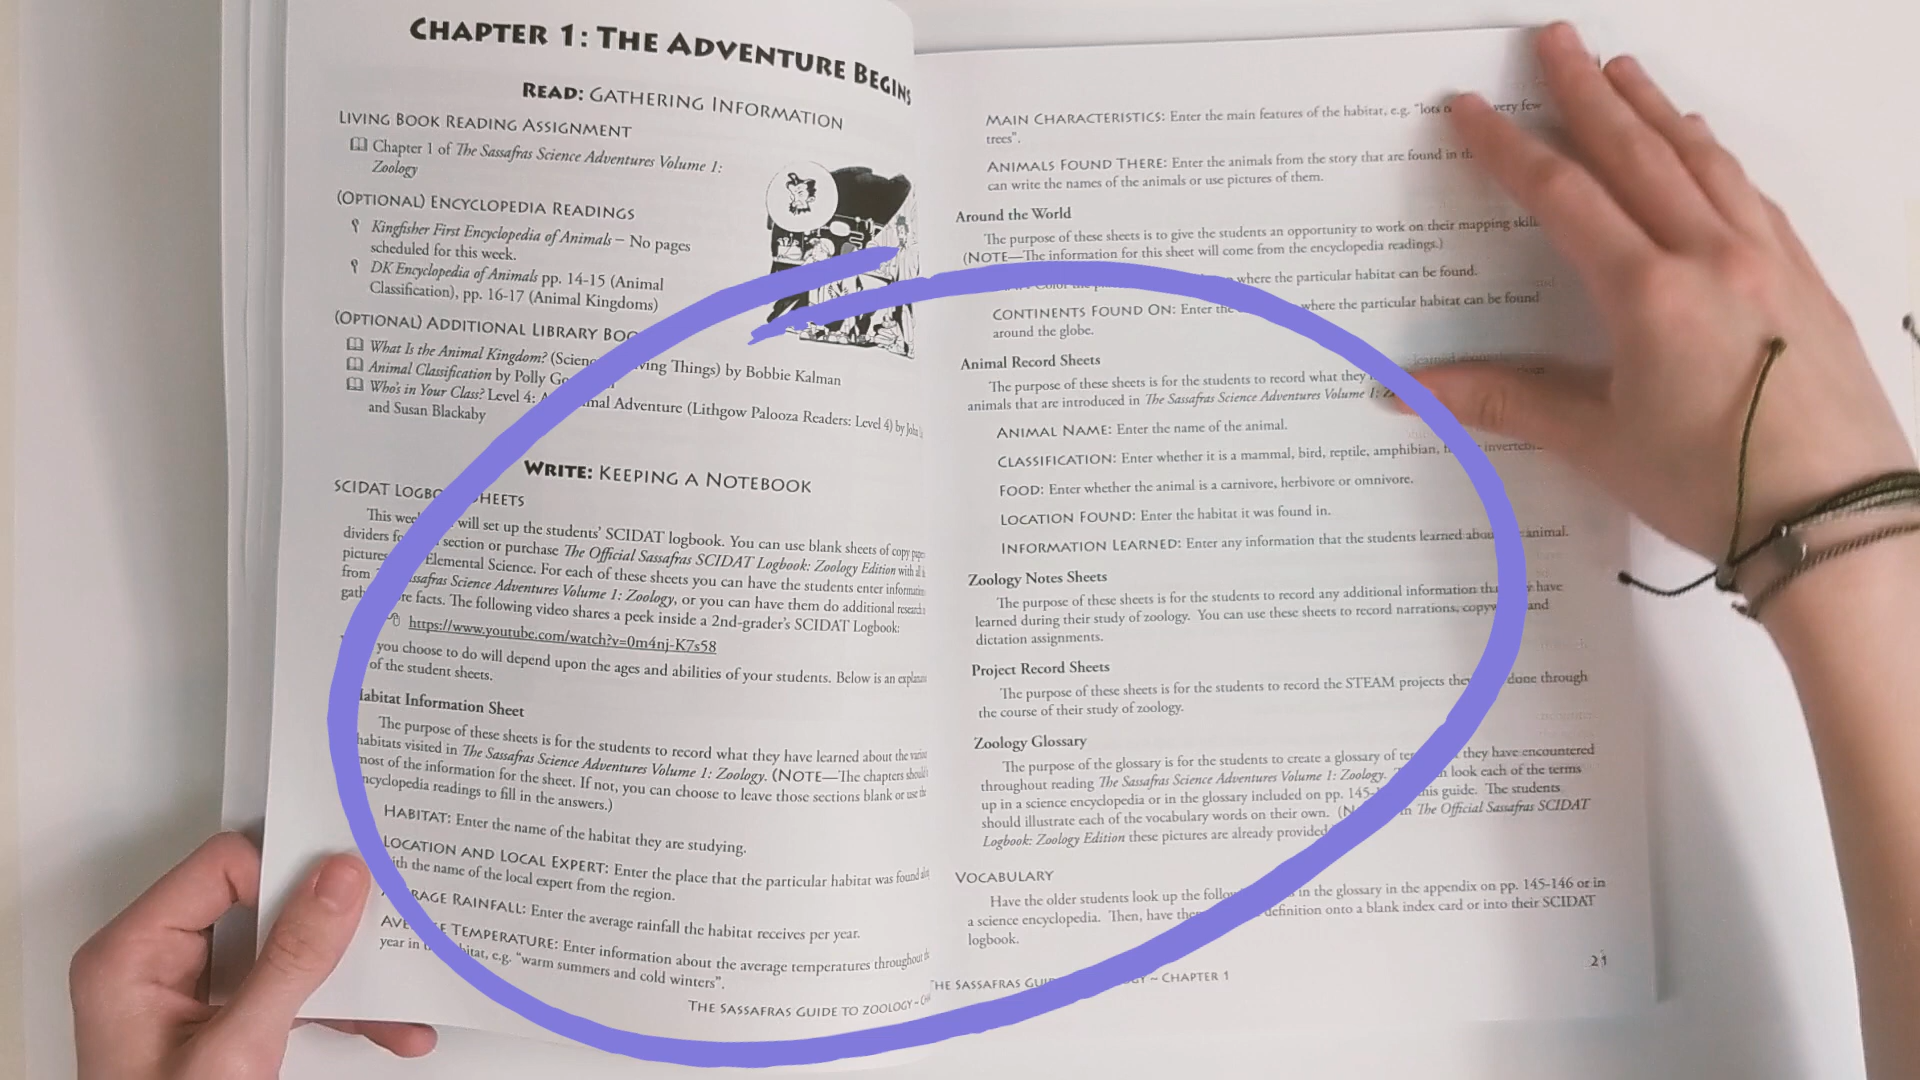 CHAPTER 1: THE ADVENTURE BEGINS
READ: GATHERING INFORMATION
LIVING BOOK READING ASSIGNMENT
Chapter 1 of The Sassafras Science Adventures Volume 1:
Zoology
(OPTIONAL) ENCYCLOPEDIA READINGS
Kingfisher First Encyclopedia of Animals – No pages
scheduled for this week.
DK Encyclopedia of Animals pp. 14-15 (Animal
Classification), pp. 16-17 (Animal Kingdoms)
(OPTIONAL) ADDITIONAL LIBRARY
What Is the Animal Kingdom? Things) by Bobbie Kalman
Animal Classification by Polly
Who's in Your Class? Level 4: Adventure (Lithgow Palooza Readers: Level 4) by
and Susan Blackaby
WRITE: KEEPING A NOTEBOOK
SCIDAT
This will set up the students' SCIDAT logbook. You can use blank sheets of copy
dividers section or purchase The Official Sassafras SCIDAT Logbook: Zoology Edition with
pictures Elemental Science. For each of these sheets you can have the students enter
from Science Adventures Volume 1: Zoology, or you can have them do additional
facts. The following video shares a peek inside a 2nd-grader's SCIDAT Logbook:
https://www.youtube.com/watch?v=0m4nj-K7s58
you choose to do will depend upon the ages and abilities of your students. Below is an
of the student sheets.
Information Sheet
The purpose of these sheets is for the students to record what they have learned about the
habitats visited in The Sassafras Science Adventures Volume 1: Zoology. (NOTE—The chapters
most of the information for the sheet. If not, you can choose to leave those sections blank or use
readings to fill in the answers.)
HABITAT: Enter the name of the habitat they are studying.
LOCATION AND LOCAL EXPERT: Enter the place that the particular habitat was found
the name of the local expert from the region.
RAINFALL: Enter the average rainfall the habitat receives per year.
TEMPERATURE: Enter information about the average temperatures throughout
year in e.g. "warm summers and cold winters".
THE SASSAFRAS GUIDE TO ZOOLOGY ~
MAIN CHARACTERISTICS: Enter the main features of the habitat, e.g. "lots very few
trees".
ANIMALS FOUND THERE: Enter the animals from the story that are found in
can write the names of the animals or use pictures of them.
Around the World
The purpose of these sheets is to give the students an opportunity to work on their mapping
(NOTE—The information for this sheet will come from the encyclopedia readings.)
where the particular habitat can be found.
CONTINENTS FOUND ON: Enter the where the particular habitat can be found
around the globe.
Animal Record Sheets
The purpose of these sheets is for the students to record what they
animals that are introduced in The Sassafras Science Adventures Volume 1:
ANIMAL NAME: Enter the name of the animal.
CLASSIFICATION: Enter whether it is a mammal, bird, reptile, amphibian,
FOOD: Enter whether the animal is a carnivore, herbivore or omnivore.
LOCATION FOUND: Enter the habitat it was found in.
INFORMATION LEARNED: Enter any information that the students learned animal.
Zoology Notes Sheets
The purpose of these sheets is for the students to record any additional information have
learned during their study of zoology. You can use these sheets to record narrations, and
dictation assignments.
Project Record Sheets
The purpose of these sheets is for the students to record the STEAM projects done through
the course of their study of zoology.
Zoology Glossary
The purpose of the glossary is for the students to create a glossary of they have encountered
throughout reading The Sassafras Science Adventures Volume 1: Zoology. look each of the terms
up in a science encyclopedia or in the glossary included on pp. guide. The students
should illustrate each of the vocabulary words on their own. The Official Sassafras SCIDAT
Logbook: Zoology Edition these pictures are already provided
VOCABULARY
Have the older students look up the in the glossary in the appendix on pp. 145-146 or in
a science encyclopedia. Then, have definition onto a blank index card or into their SCIDAT
logbook.
THE SASSAFRAS ~ CHAPTER 1
21